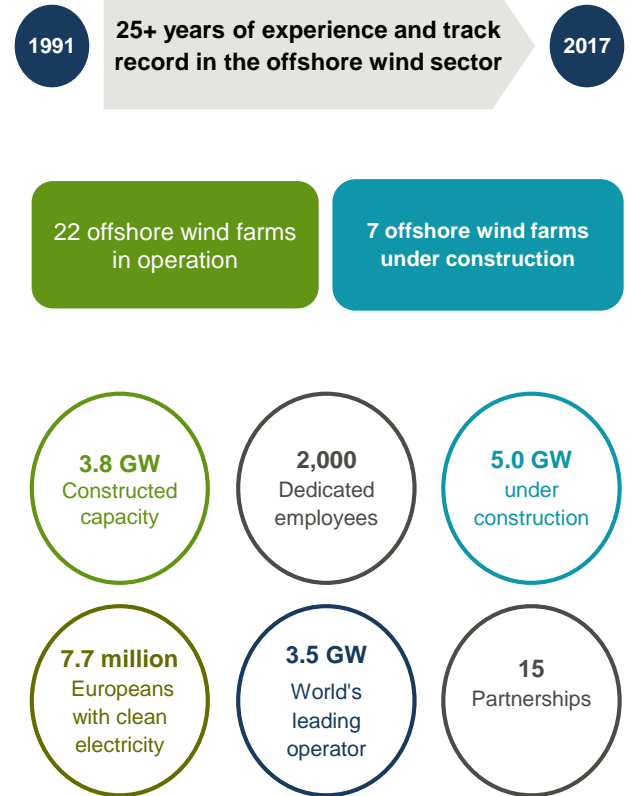 1991
25+ years of experience and track
record in the offshore wind sector
2017
22 offshore wind farms
in operation
7 offshore wind farms
under construction
3.8 GW
Constructed
capacity
2,000
Dedicated
employees
5.0 GW
under
construction
7.7 million
Europeans
with clean
electricity
3.5 GW
World's
leading
operator
15
Partnerships